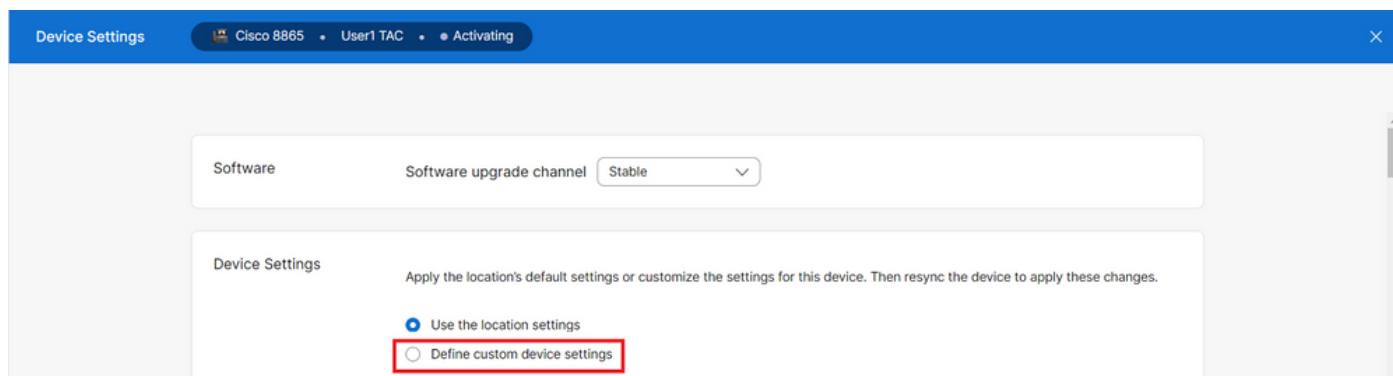 Device Settings
Cisco 8865 • User1 TAC • ● Activating
Software
Software upgrade channel
Stable
Device Settings
Apply the location's default settings or customize the settings for this device. Then resync the device to apply these changes.
Use the location settings
Define custom device settings